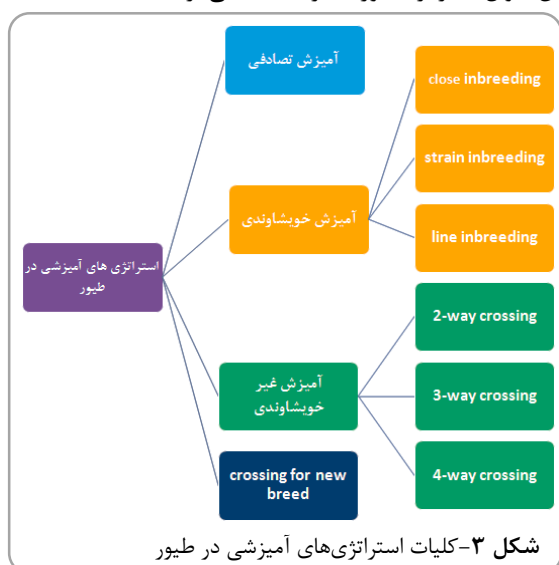 آمیزش تصادفی
close inbreeding
strain inbreeding
آمیزش خویشاوندی
line inbreeding
استراتژی های آمیزشی در
طیور
2-way crossing
آمیزش غیر
خویشاوندی
3-way crossing
crossing for new
breed
4-way crossing
شکل ۳-کلیات استراتژی‌های آمیزشی در طیور